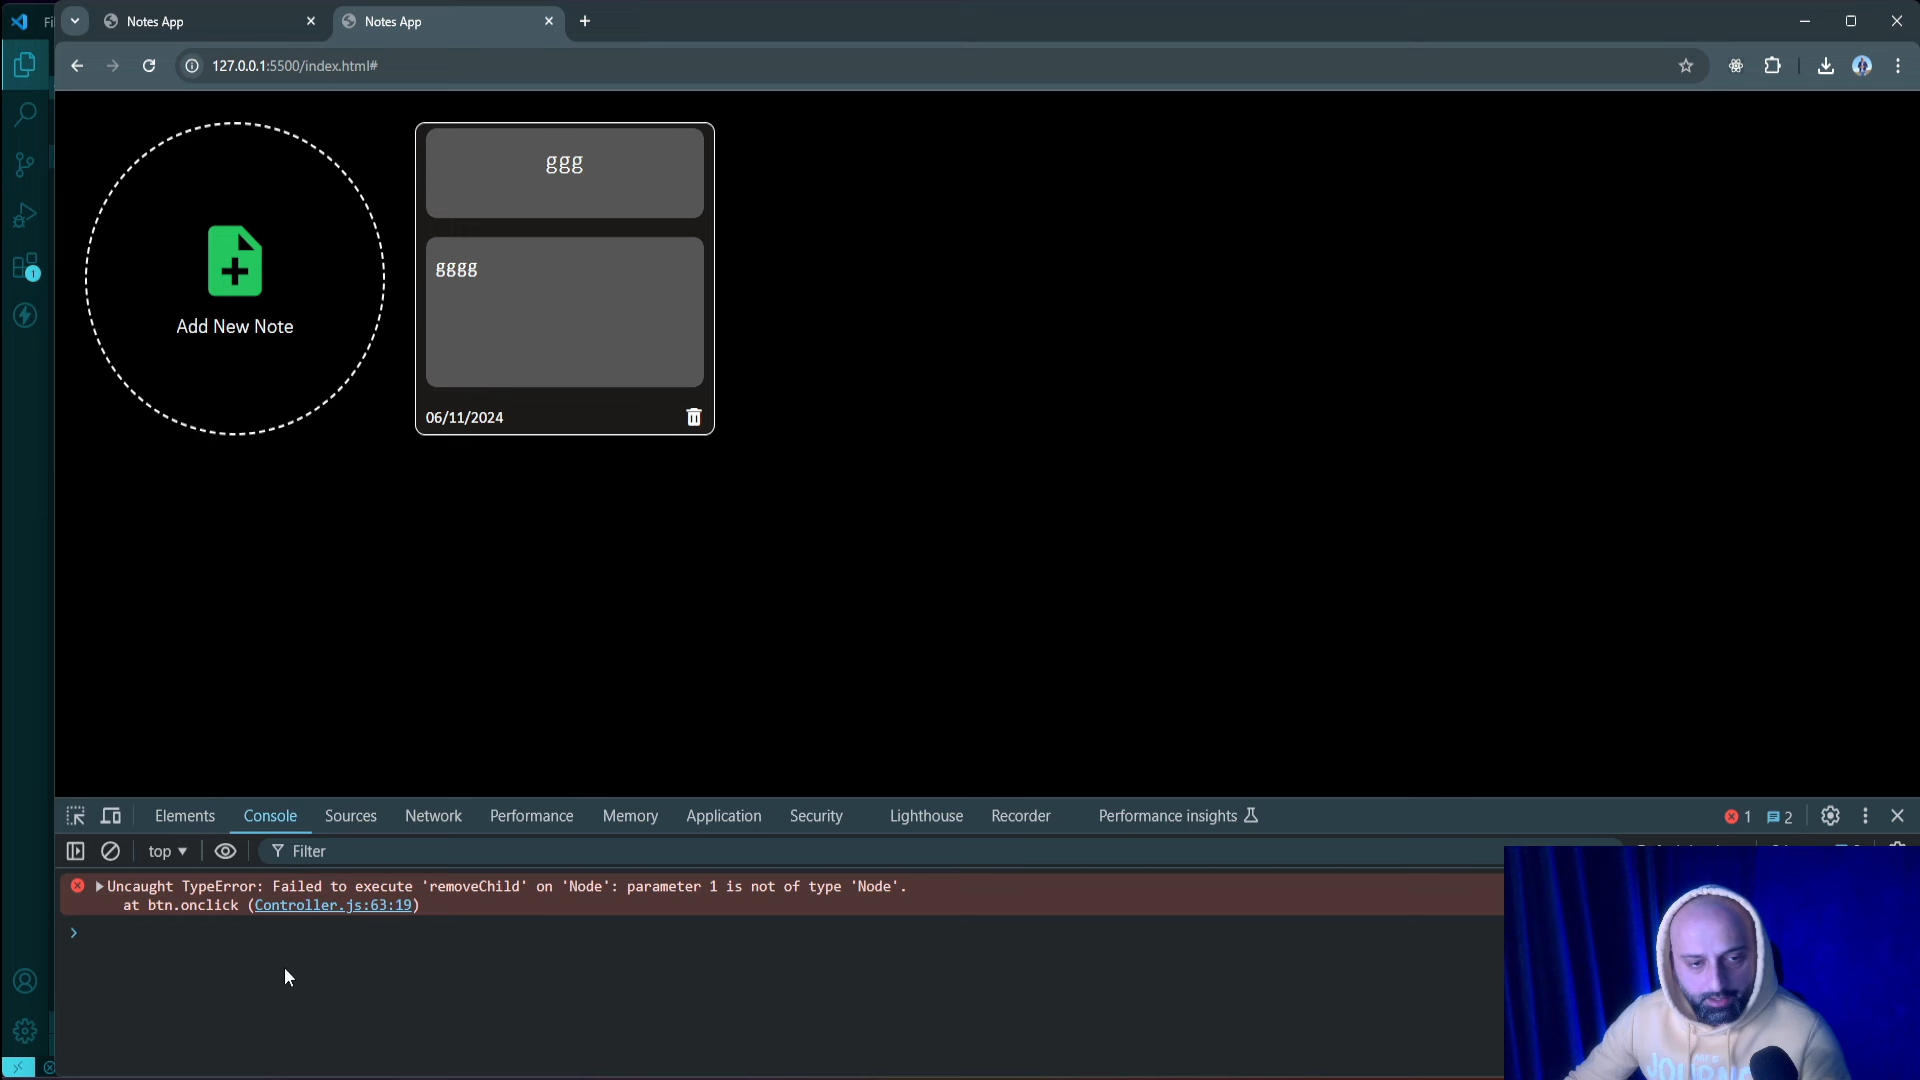 Fi
Notes App
Notes App
127.0.0.1:5500/index.html#
1
Add New Note
ggg
gggg
06/11/2024
Elements
Console
Sources
Network
Performance
Memory
Application
Security
Lighthouse
Recorder
Performance insights
1
2
top
Filter
Uncaught TypeError: Failed to execute 'removeChild' on 'Node': parameter 1 is not of type 'Node'.
at btn.onclick (Controller.js:63:19)